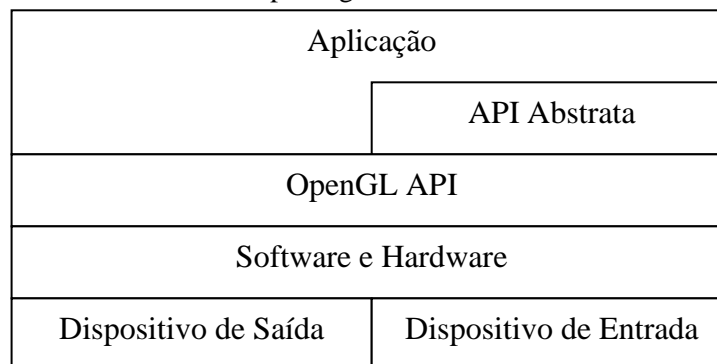 Aplicação
API Abstrata
OpenGL API
Software e Hardware
Dispositivo de Saída
Dispositivo de Entrada